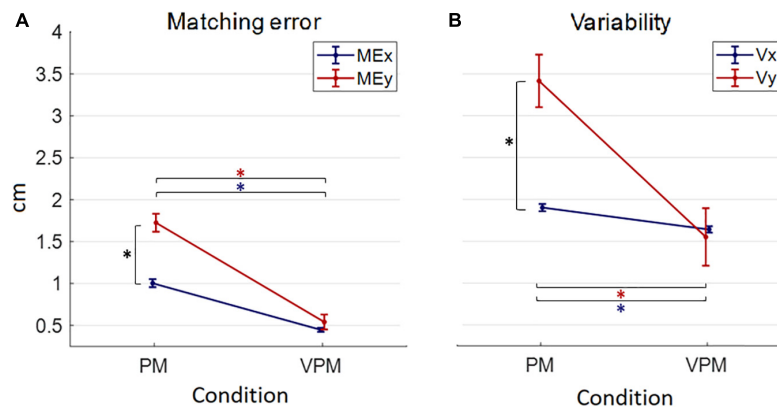 A
Matching error
MEx
MEy
4
3.5
3
2.5
2
1.5
1
0.5
cm
*
*
*
PM
VPM
Condition
B
Variability
Vx
Vy
*
*
*
PM
VPM
Condition